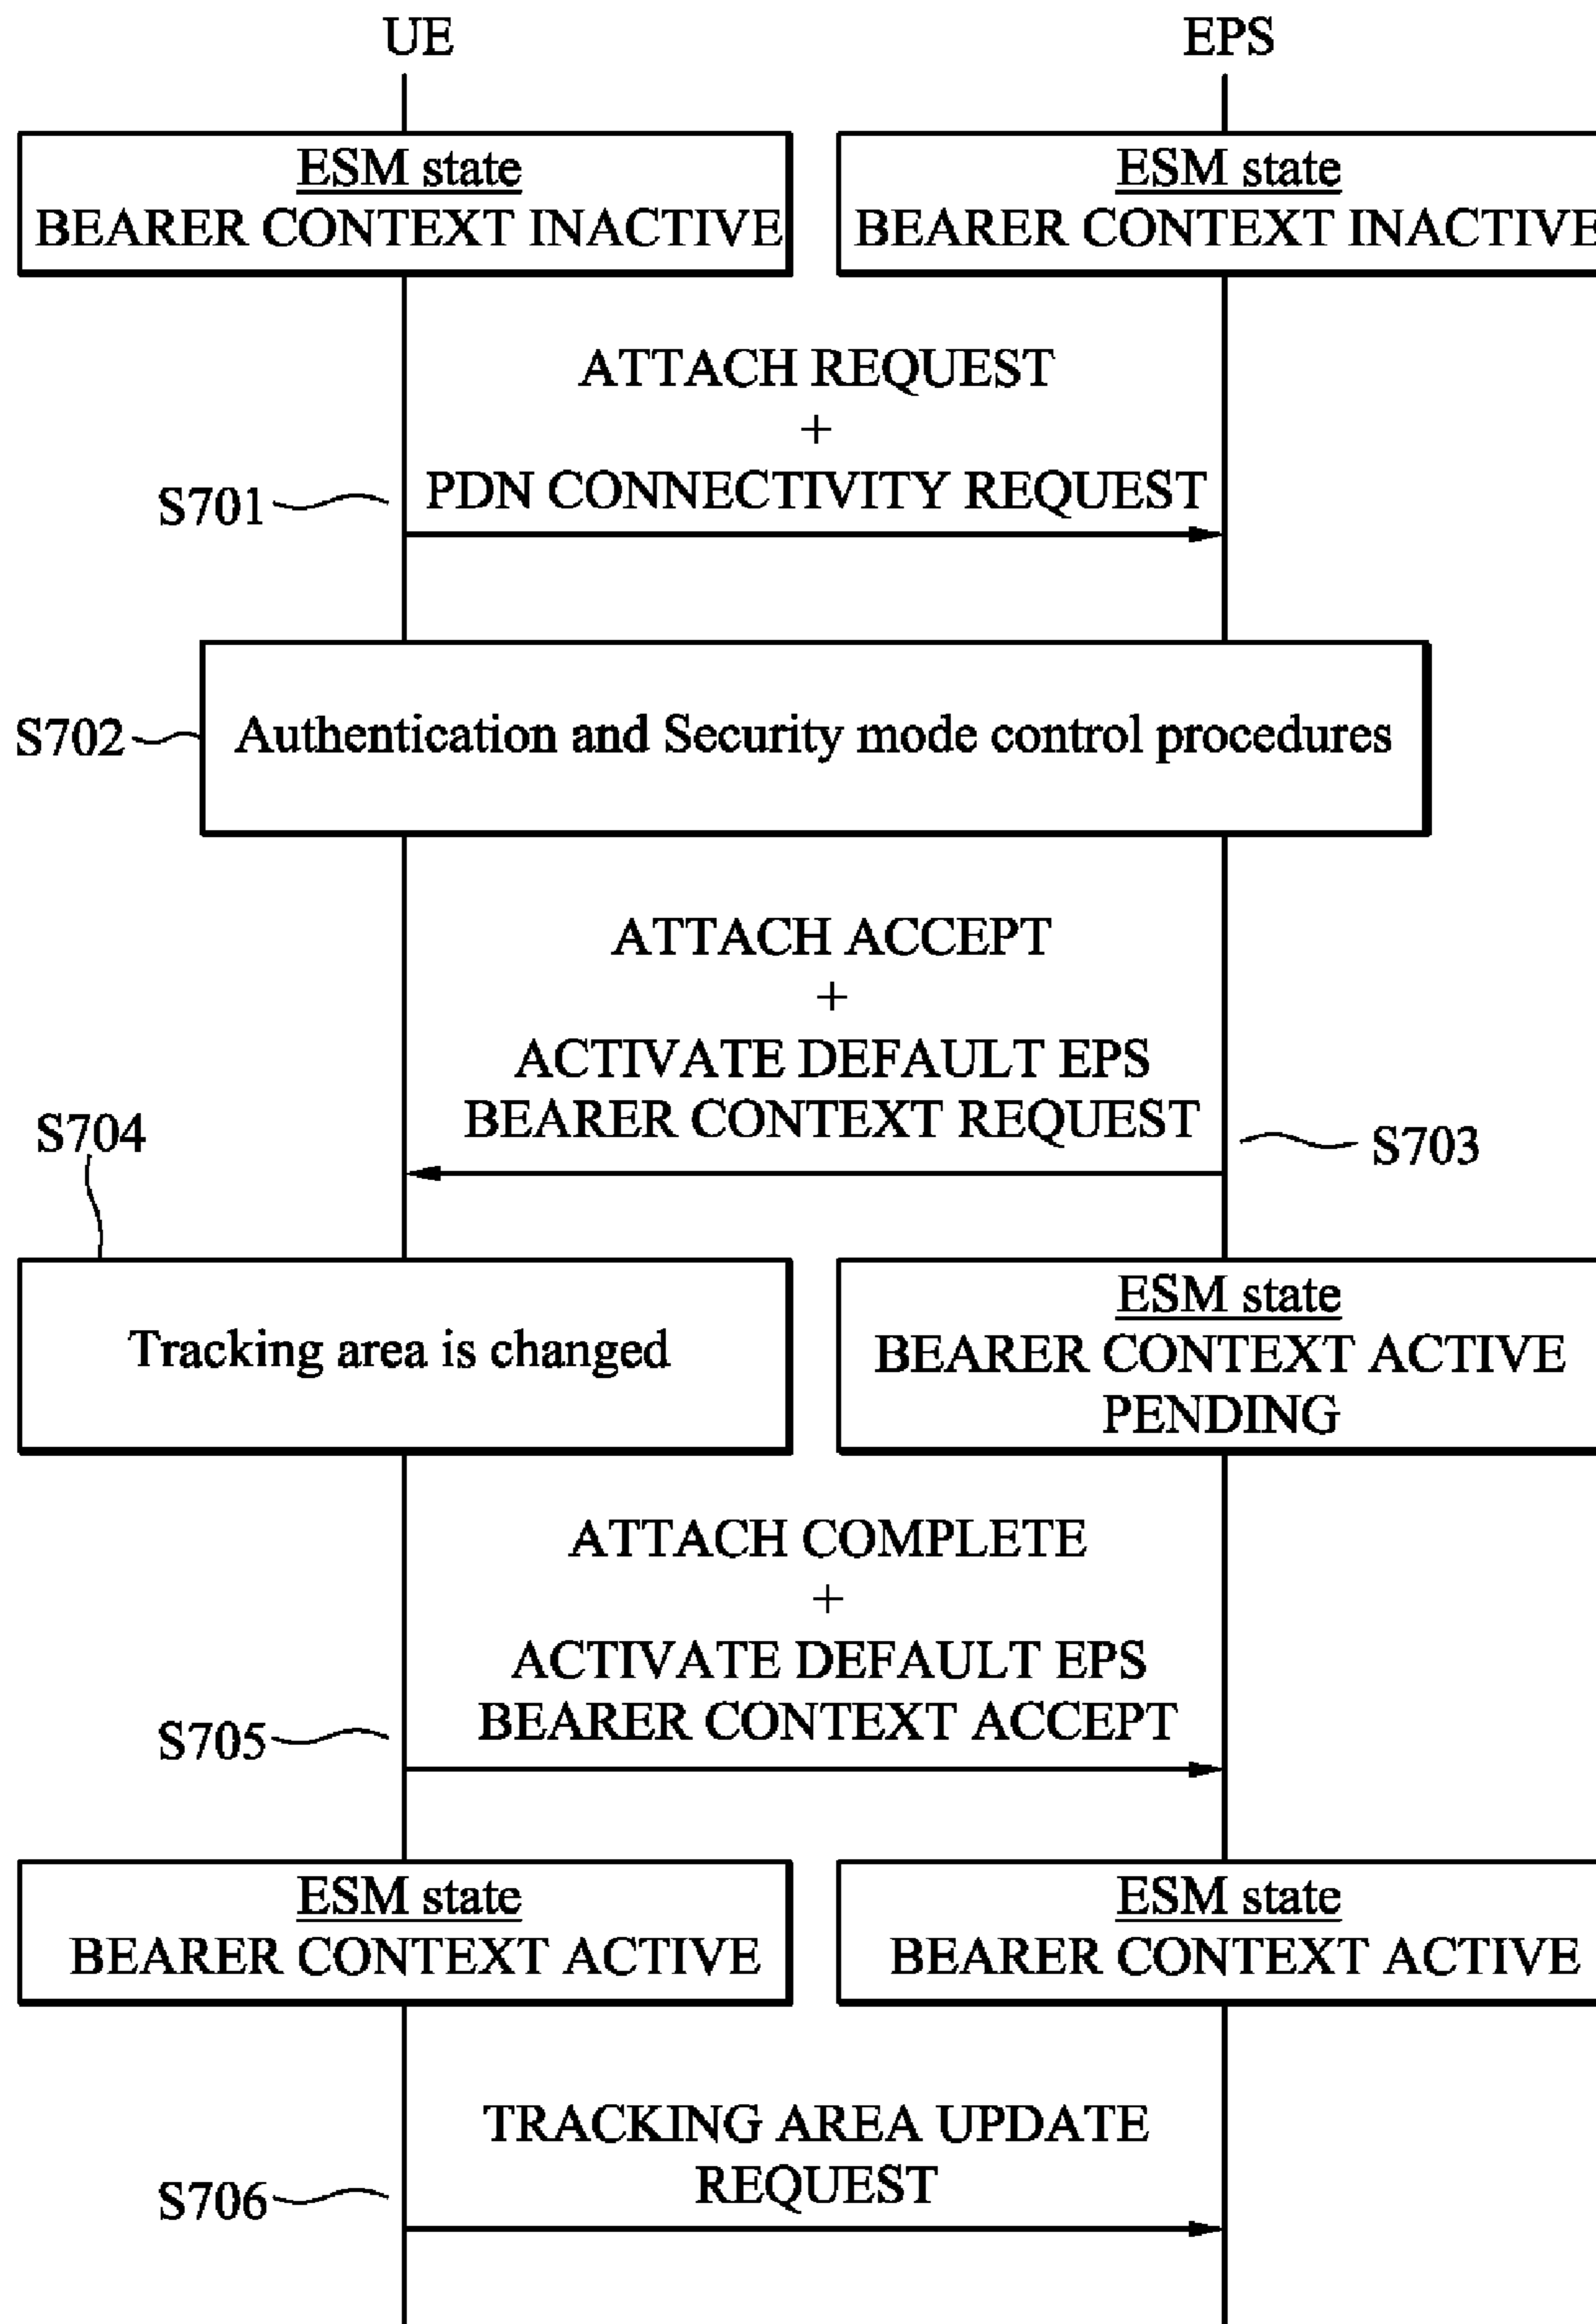 UE
EPS
ESM state
BEARER CONTEXT INACTIVE
ESM state
BEARER CONTEXT INACTIVE
ATTACH REQUEST
+
PDN CONNECTIVITY REQUEST
S701
S702
Authentication and Security mode control procedures
ATTACH ACCEPT
+
ACTIVATE DEFAULT EPS
BEARER CONTEXT REQUEST
S703
S704
Tracking area is changed
ESM state
BEARER CONTEXT ACTIVE
PENDING
ATTACH COMPLETE
+
ACTIVATE DEFAULT EPS
BEARER CONTEXT ACCEPT
S705
ESM state
BEARER CONTEXT ACTIVE
ESM state
BEARER CONTEXT ACTIVE
TRACKING AREA UPDATE
REQUEST
S706